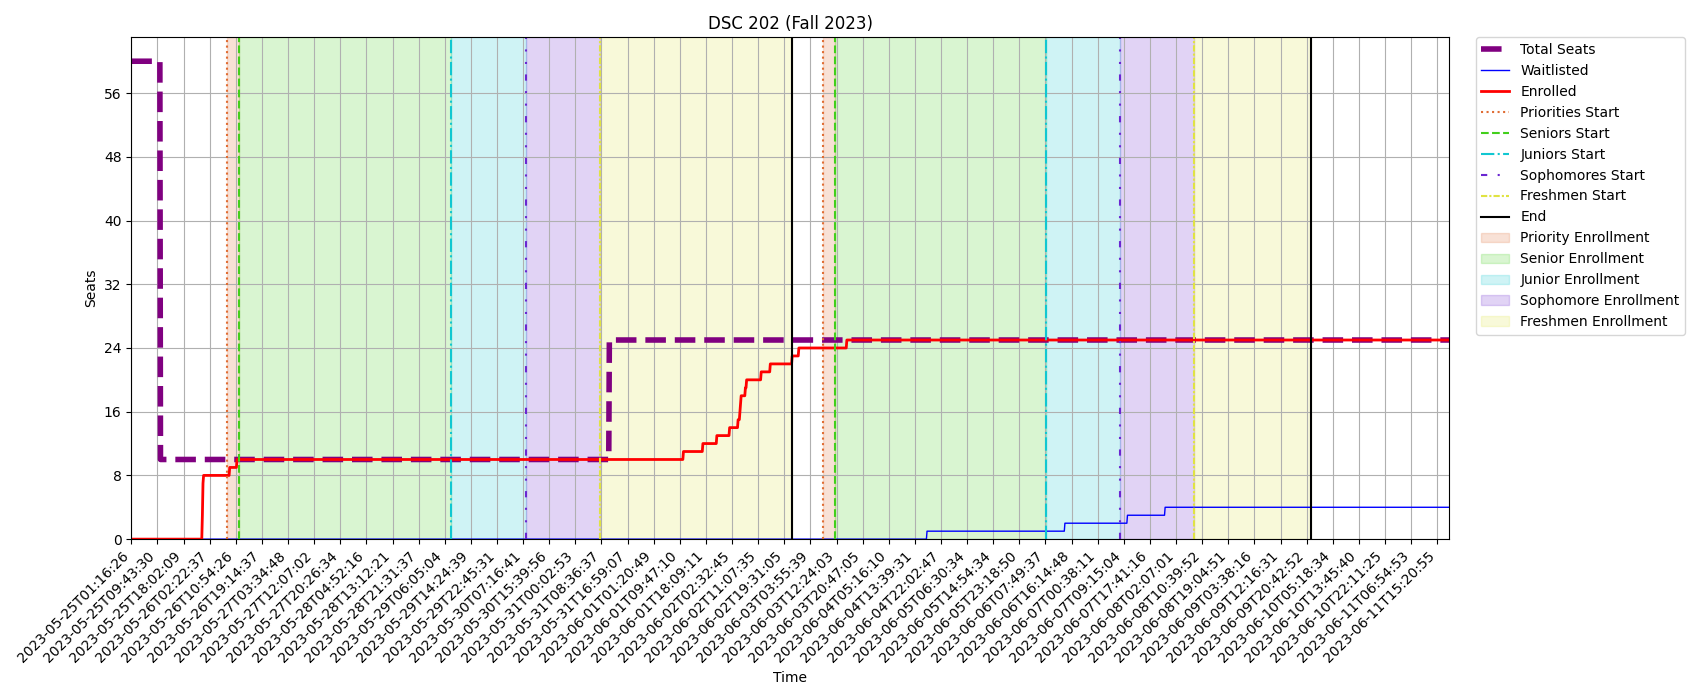 DSC 202 (Fall 2023)
Seats
56
48
40
32
24
16
8
0
2023-05-25T01:16:26
2023-05-25T09:43:30
2023-05-25T18:02:09
2023-05-26T02:22:37
2023-05-26T10:54:26
2023-05-26T19:14:37
2023-05-27T03:34:48
2023-05-27T12:07:02
2023-05-27T20:26:34
2023-05-28T04:52:16
2023-05-28T13:12:21
2023-05-28T21:31:37
2023-05-29T06:05:04
2023-05-29T14:24:39
2023-05-29T22:45:31
2023-05-30T07:16:41
2023-05-30T15:39:56
2023-05-31T00:02:53
2023-05-31T08:36:37
2023-05-31T16:59:07
2023-06-01T01:20:49
2023-06-01T09:47:10
2023-06-01T18:09:11
2023-06-02T02:32:45
2023-06-02T11:07:35
2023-06-02T19:31:05
2023-06-03T03:55:39
2023-06-03T12:24:03
2023-06-03T20:47:05
2023-06-04T05:16:10
2023-06-04T13:39:31
2023-06-04T22:02:47
2023-06-05T06:30:34
2023-06-05T14:54:34
2023-06-05T23:18:50
2023-06-06T07:49:37
2023-06-06T16:14:48
2023-06-07T00:38:11
2023-06-07T09:15:04
2023-06-07T17:41:16
2023-06-08T02:07:01
2023-06-08T10:39:52
2023-06-08T19:04:51
2023-06-09T03:38:16
2023-06-09T12:16:31
2023-06-09T20:42:52
2023-06-10T05:18:34
2023-06-10T13:45:40
2023-06-10T22:11:25
2023-06-11T06:54:53
2023-06-11T15:20:55
Time
Total Seats
Waitlisted
Enrolled
Priorities Start
Seniors Start
Juniors Start
Sophomores Start
Freshmen Start
End
Priority Enrollment
Senior Enrollment
Junior Enrollment
Sophomore Enrollment
Freshmen Enrollment